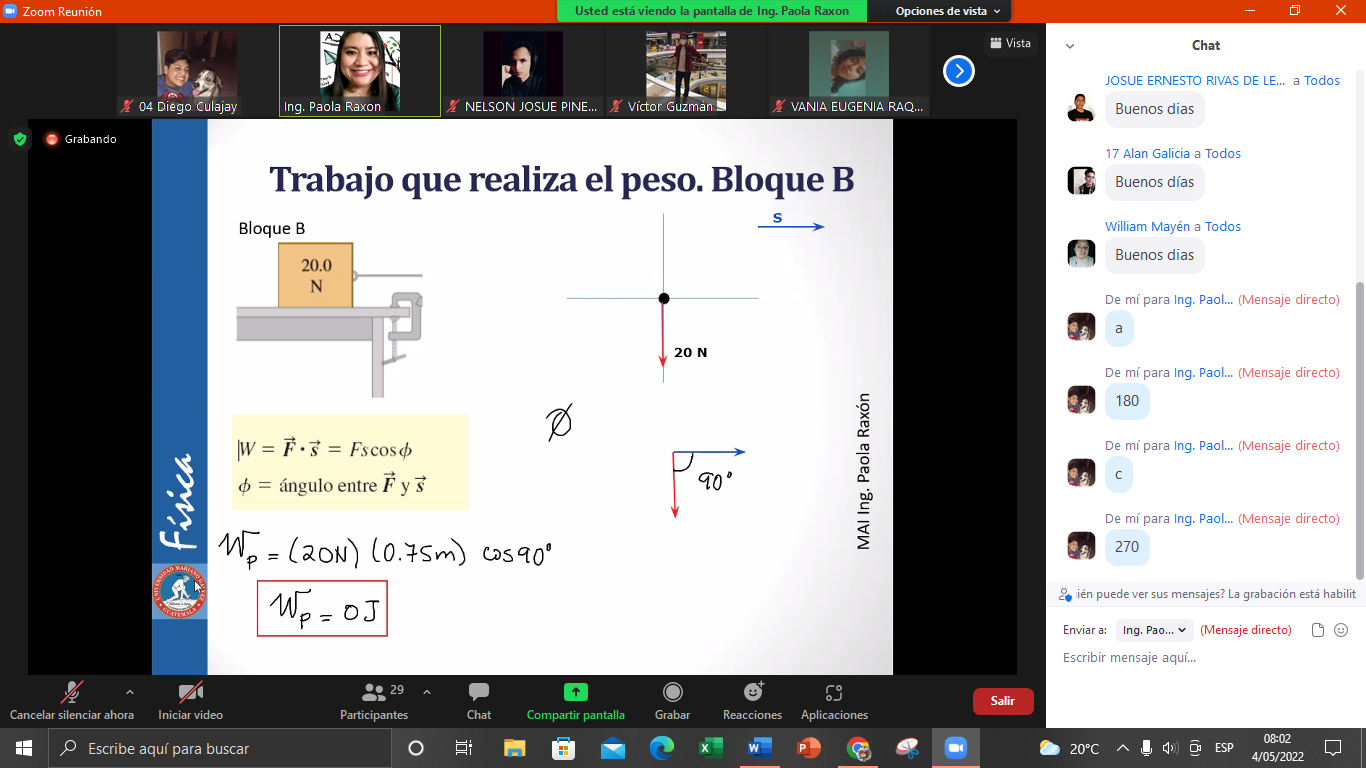 Zoom Reunión
Usted está viendo la pantalla de Ing. Paola Raxon
Opciones de vista
04 Diego Culajay
Ing. Paola Raxon
NELSON JOSUE PINE...
Víctor Guzmán
VANIA EUGENIA RAQ...
Vista
Grabando
Trabajo que realiza el peso. Bloque B
Bloque B
20.0
N
S
20 N
W = F⃗ · s⃗ = Fs cos ϕ
ϕ = ángulo entre F⃗ y s⃗
ϕ
90°
Wp = (20N) (0.75m) cos90°
Wp = 0 J
Física
UNIVERSIDAD MARIANO GALVEZ
GUATEMALA
MAI Ing. Paola Raxón
Chat
JOSUE ERNESTO RIVAS DE LE... a Todos
Buenos dias
17 Alan Galicia a Todos
Buenos días
William Mayén a Todos
Buenos dias
De mí para Ing. Paol... (Mensaje directo)
a
De mí para Ing. Paol... (Mensaje directo)
180
De mí para Ing. Paol... (Mensaje directo)
c
De mí para Ing. Paol... (Mensaje directo)
270
ién puede ver sus mensajes? La grabación está habilit
Enviar a: Ing. Pao... (Mensaje directo)
Escribir mensaje aquí...
Cancelar silenciar ahora
Iniciar video
Participantes
29
Chat
Compartir pantalla
Grabar
Reacciones
Aplicaciones
Salir
Escribe aquí para buscar
20°C
ESP
08:02
4/05/2022